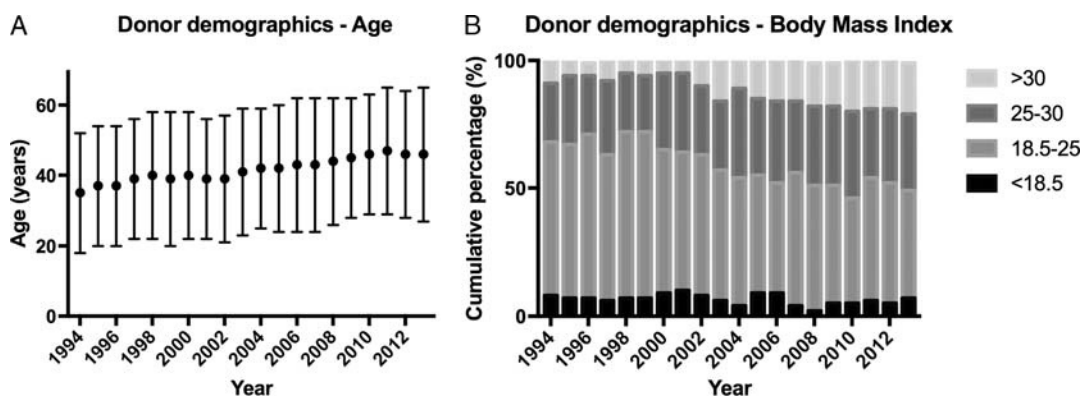 A Donor demographics - Age
Age (years)
60
40
20
0
1994 1996 1998 2000 2002 2004 2006 2008 2010 2012
Year
B Donor demographics - Body Mass Index
Cumulative percentage (%)
100
50
0
1994 1996 1998 2000 2002 2004 2006 2008 2010 2012
Year
>30
25-30
18.5-25
<18.5